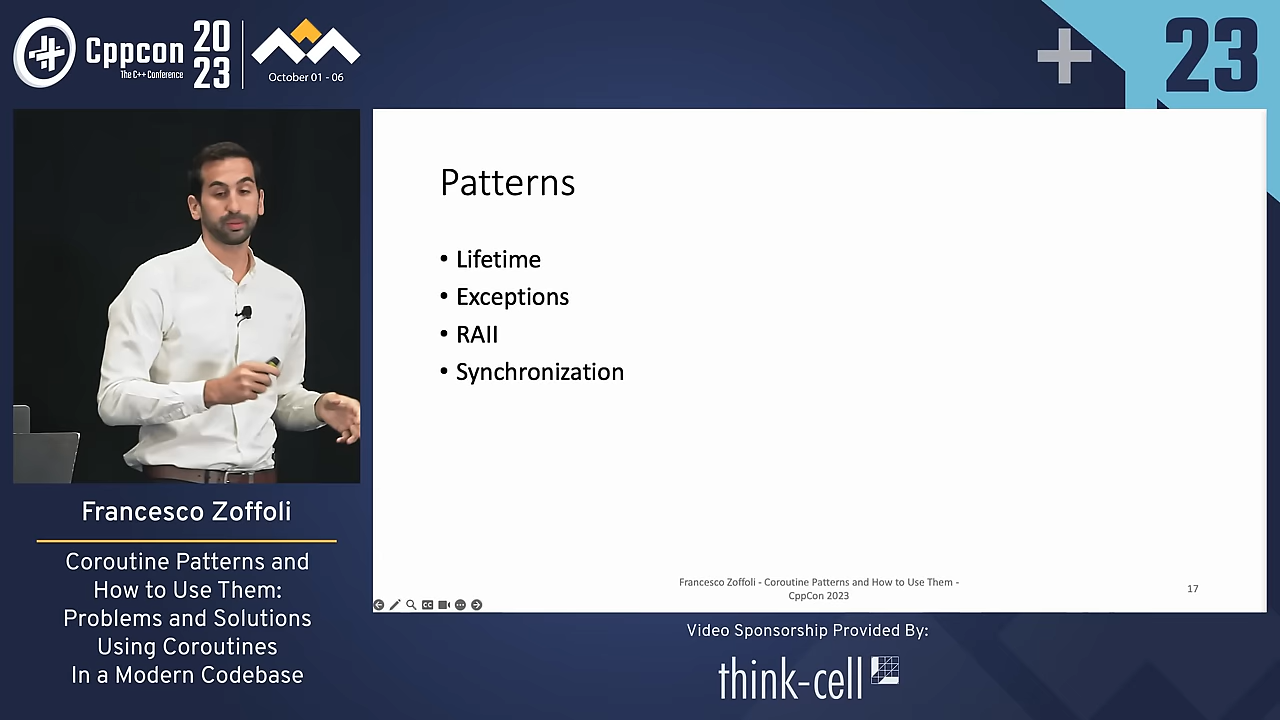 Cppcon
The C++ Conference
20
23
October 01 - 06
23
Patterns
• Lifetime
• Exceptions
• RAII
• Synchronization
Francesco Zoffoli - Coroutine Patterns and How to Use Them -
CppCon 2023
17
Francesco Zoffoli
Coroutine Patterns and
How to Use Them:
Problems and Solutions
Using Coroutines
In a Modern Codebase
Video Sponsorship Provided By:
think-cell